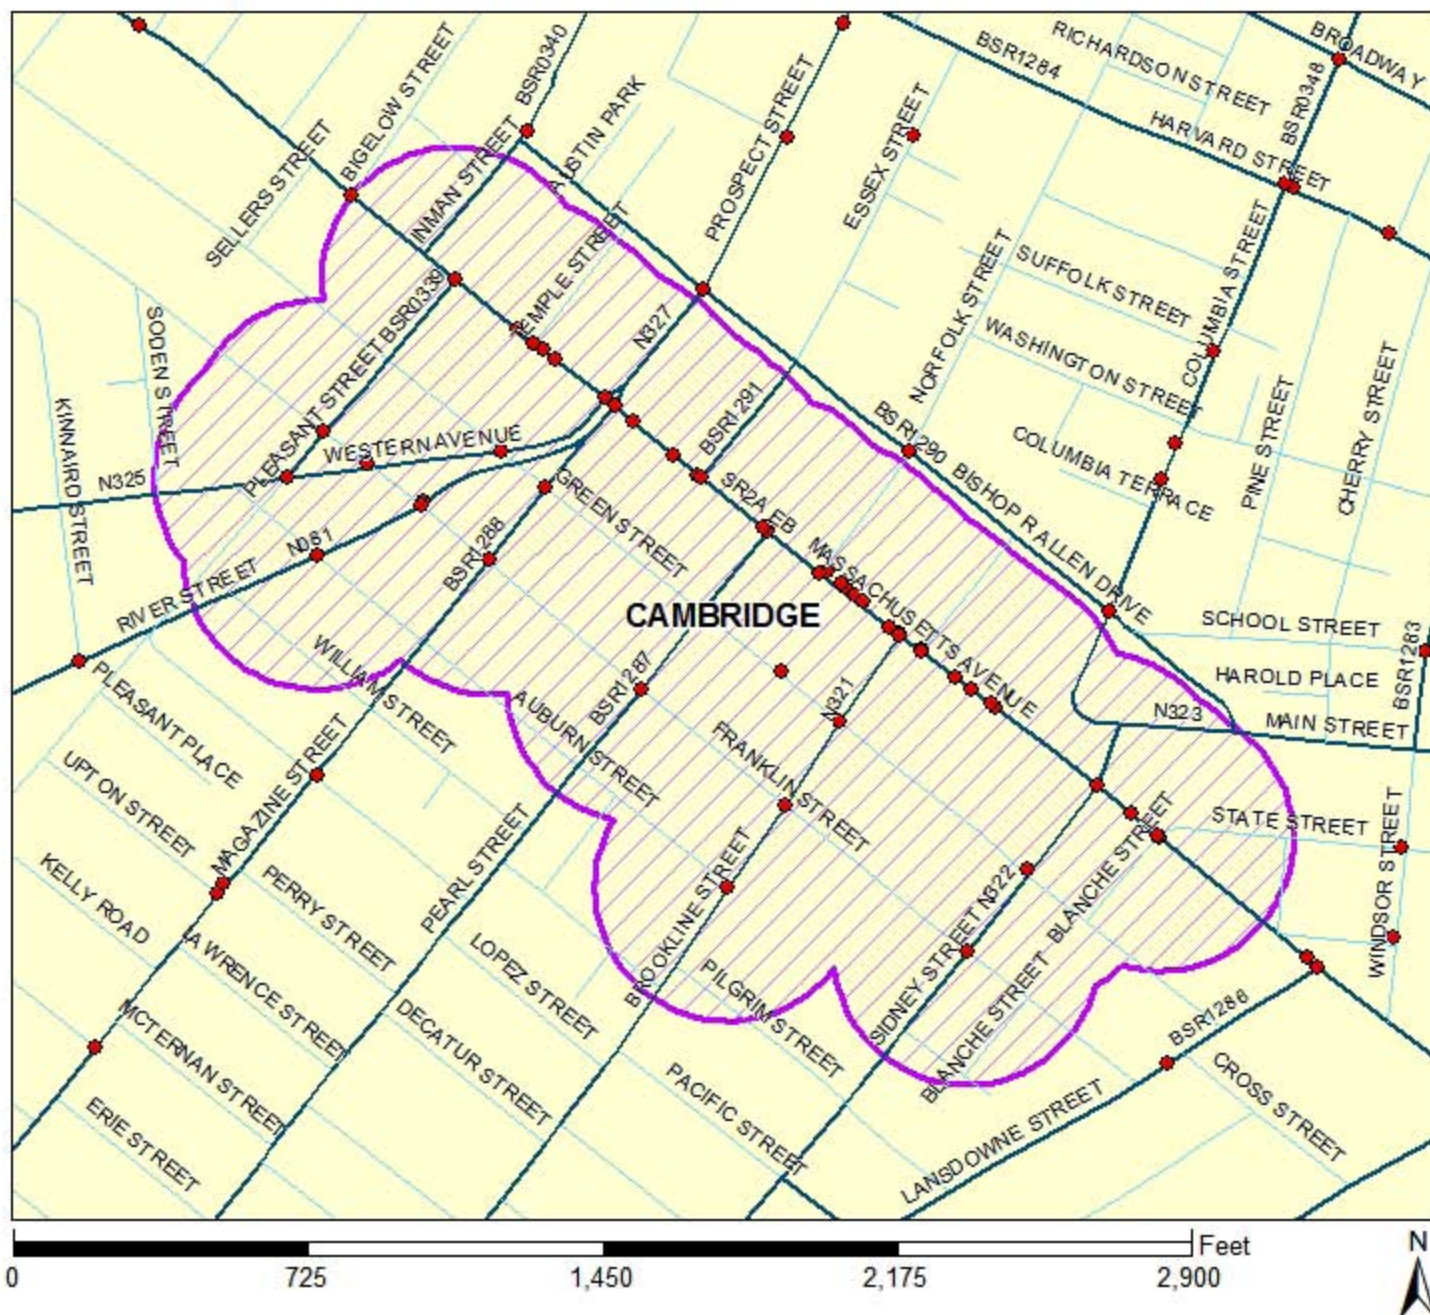 BROADWAY
BSR0340
BSR1284
RICHARDSON STREET
BSR0348
BIGELOW STREET
AUSTIN PARK
PROSPECT STREET
ESSEX STREET
HARVARD STREET
SELLERS STREET
INMAN STREET
TEMPLE STREET
NORFOLK STREET
SUFFOLK STREET
COLUMBIA STREET
SODEN STREET
BSR0339
N327
WASHINGTON STREET
PLEASANT STREET
BSR1291
CHERRY STREET
PINE STREET
KINNAIRD STREET
N325
WESTERN AVENUE
BSR1290
BISHOP R ALLEN DRIVE
COLUMBIA TERRACE
GREEN STREET
SR2A EB
MASSACHUSETTS AVENUE
N081
RIVER STREET
BSR1288
CAMBRIDGE
SCHOOL STREET
BSR1283
WILLIAM STREET
PLEASANT PLACE
HAROLD PLACE
BSR1287
N321
N323
MAIN STREET
AUBURN STREET
FRANKLIN STREET
UPTON STREET
MAGAZINE STREET
STATE STREET
KELLY ROAD
PERRY STREET
PEARL STREET
BROOKLINE STREET
N322
SIDNEY STREET
BLANCHE STREET
BLANCHE STREET
WINDSOR STREET
LAWRENCE STREET
LOPEZ STREET
PILGRIM STREET
MCTERNAN STREET
DECATUR STREET
BSR1286
ERIE STREET
PACIFIC STREET
LANSDOWNE STREET
CROSS STREET
Feet
N
0 725 1,450 2,175 2,900